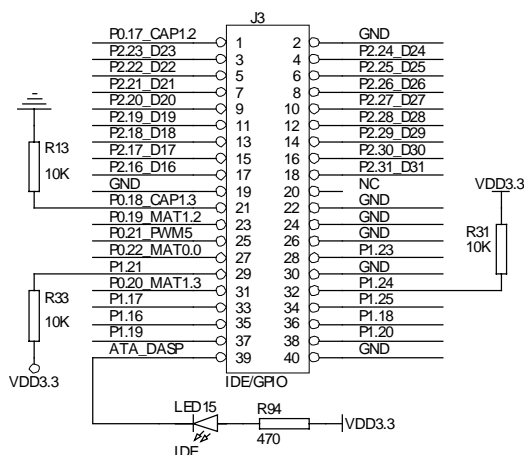 J3
P0.17_CAP1.2 1 2 GND
P2.23_D23 3 4 P2.24_D24
P2.22_D22 5 6 P2.25_D25
P2.21_D21 7 8 P2.26_D26
P2.20_D20 9 10 P2.27_D27
P2.19_D19 11 12 P2.28_D28
P2.18_D18 13 14 P2.29_D29
P2.17_D17 15 16 P2.30_D30
P2.16_D16 17 18 P2.31_D31
GND 19 20 NC
P0.18_CAP1.3 21 22 GND
P0.19_MAT1.2 23 24 GND
P0.21_PWM5 25 26 GND
P0.22_MAT0.0 27 28 P1.23
P1.21 29 30 GND
P0.20_MAT1.3 31 32 P1.24
P1.17 33 34 P1.25
P1.16 35 36 P1.18
P1.19 37 38 P1.20
ATA_DASP 39 40 GND
IDE/GPIO
R13
10K
VDD3.3
R31
10K
R33
10K
VDD3.3
LED15
IDE
R94
470
VDD3.3